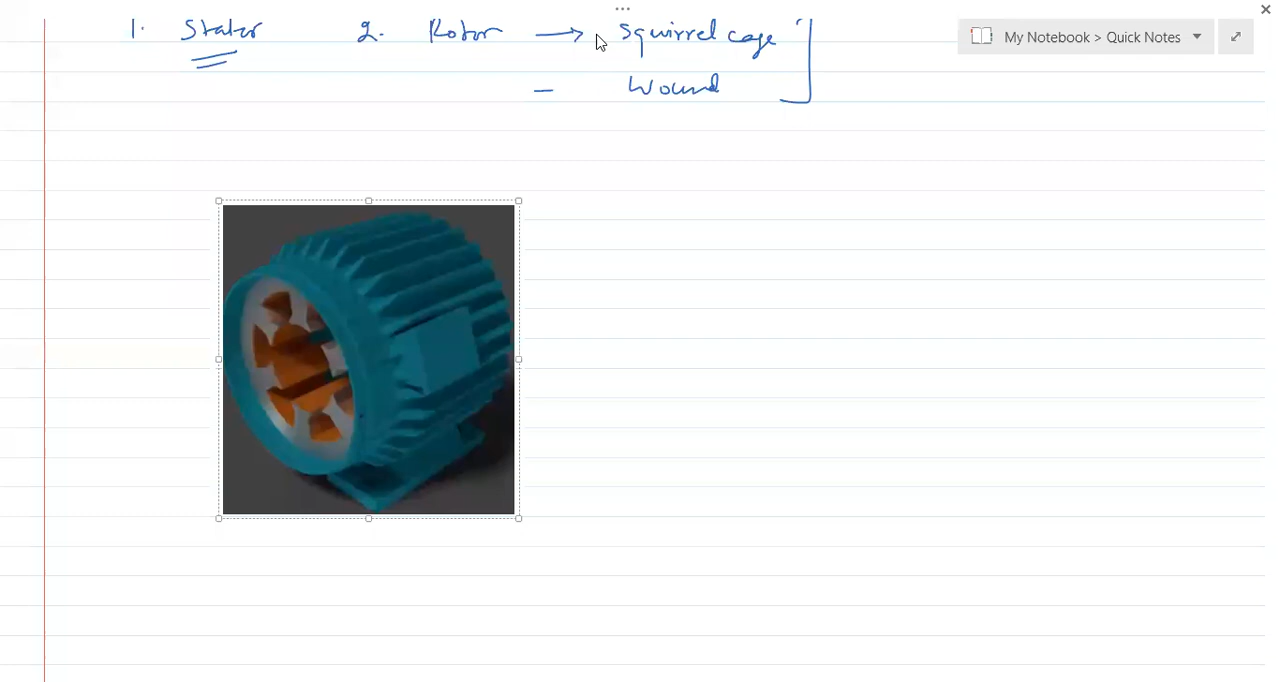 1. Stator 2. Rotor → Squirrel cage
My Notebook > Quick Notes
– Wound